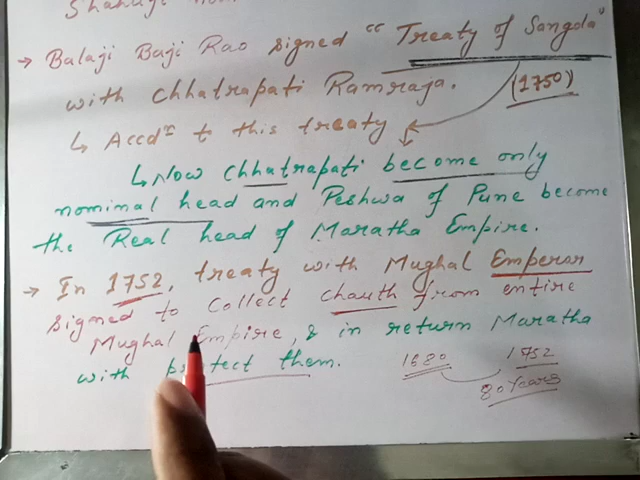 Shahuji
→ Balaji Baji Rao signed "Treaty of Sangola"
with Chhatrapati Ramraja. (1750)
↳ Accdⁿ to this treaty
↳ Now Chhatrapati become only
nominal head and Peshwa of Pune become
the Real head of Maratha Empire.
→ In 1752, treaty with Mughal Emperor
signed to Collect chauth from entire
Mughal Empire, & in return Maratha
with protect them.
1680 1752
80 Years